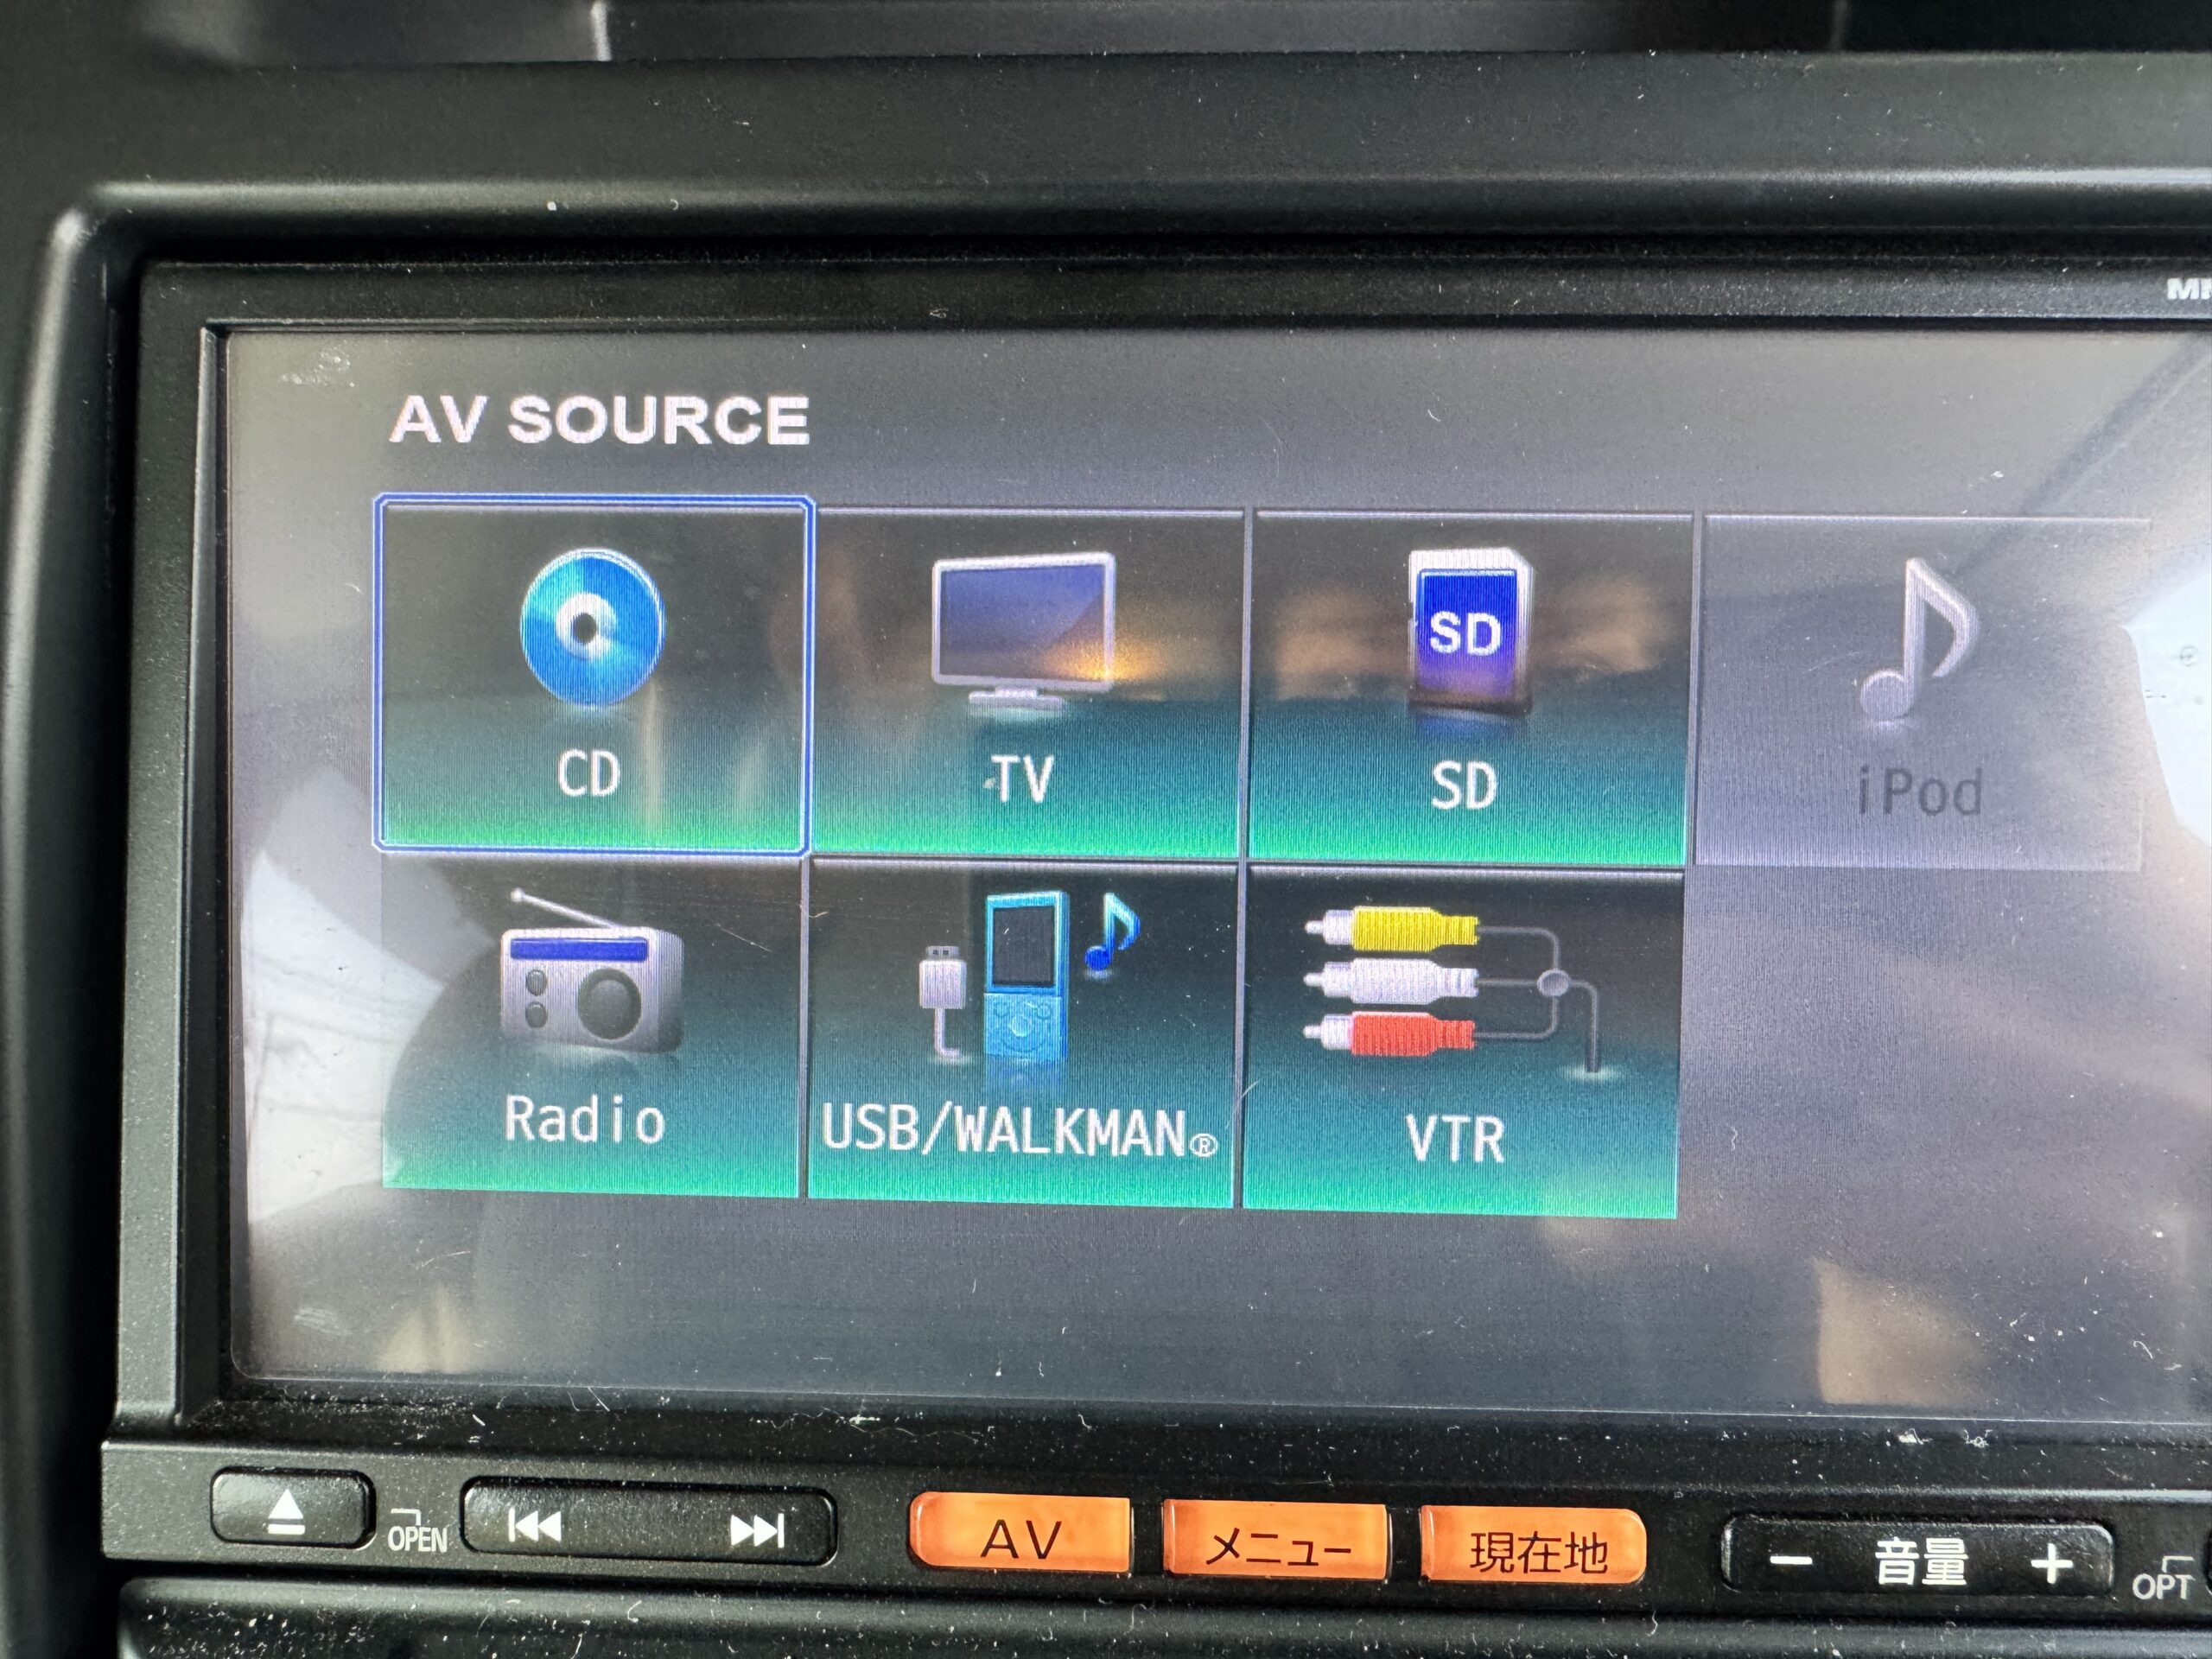 AV SOURCE
SD
CD
TV
SD
iPod
Radio
USB/WALKMAN®
VTR
OPEN
AV
メニュー
現在地
音量
OPT